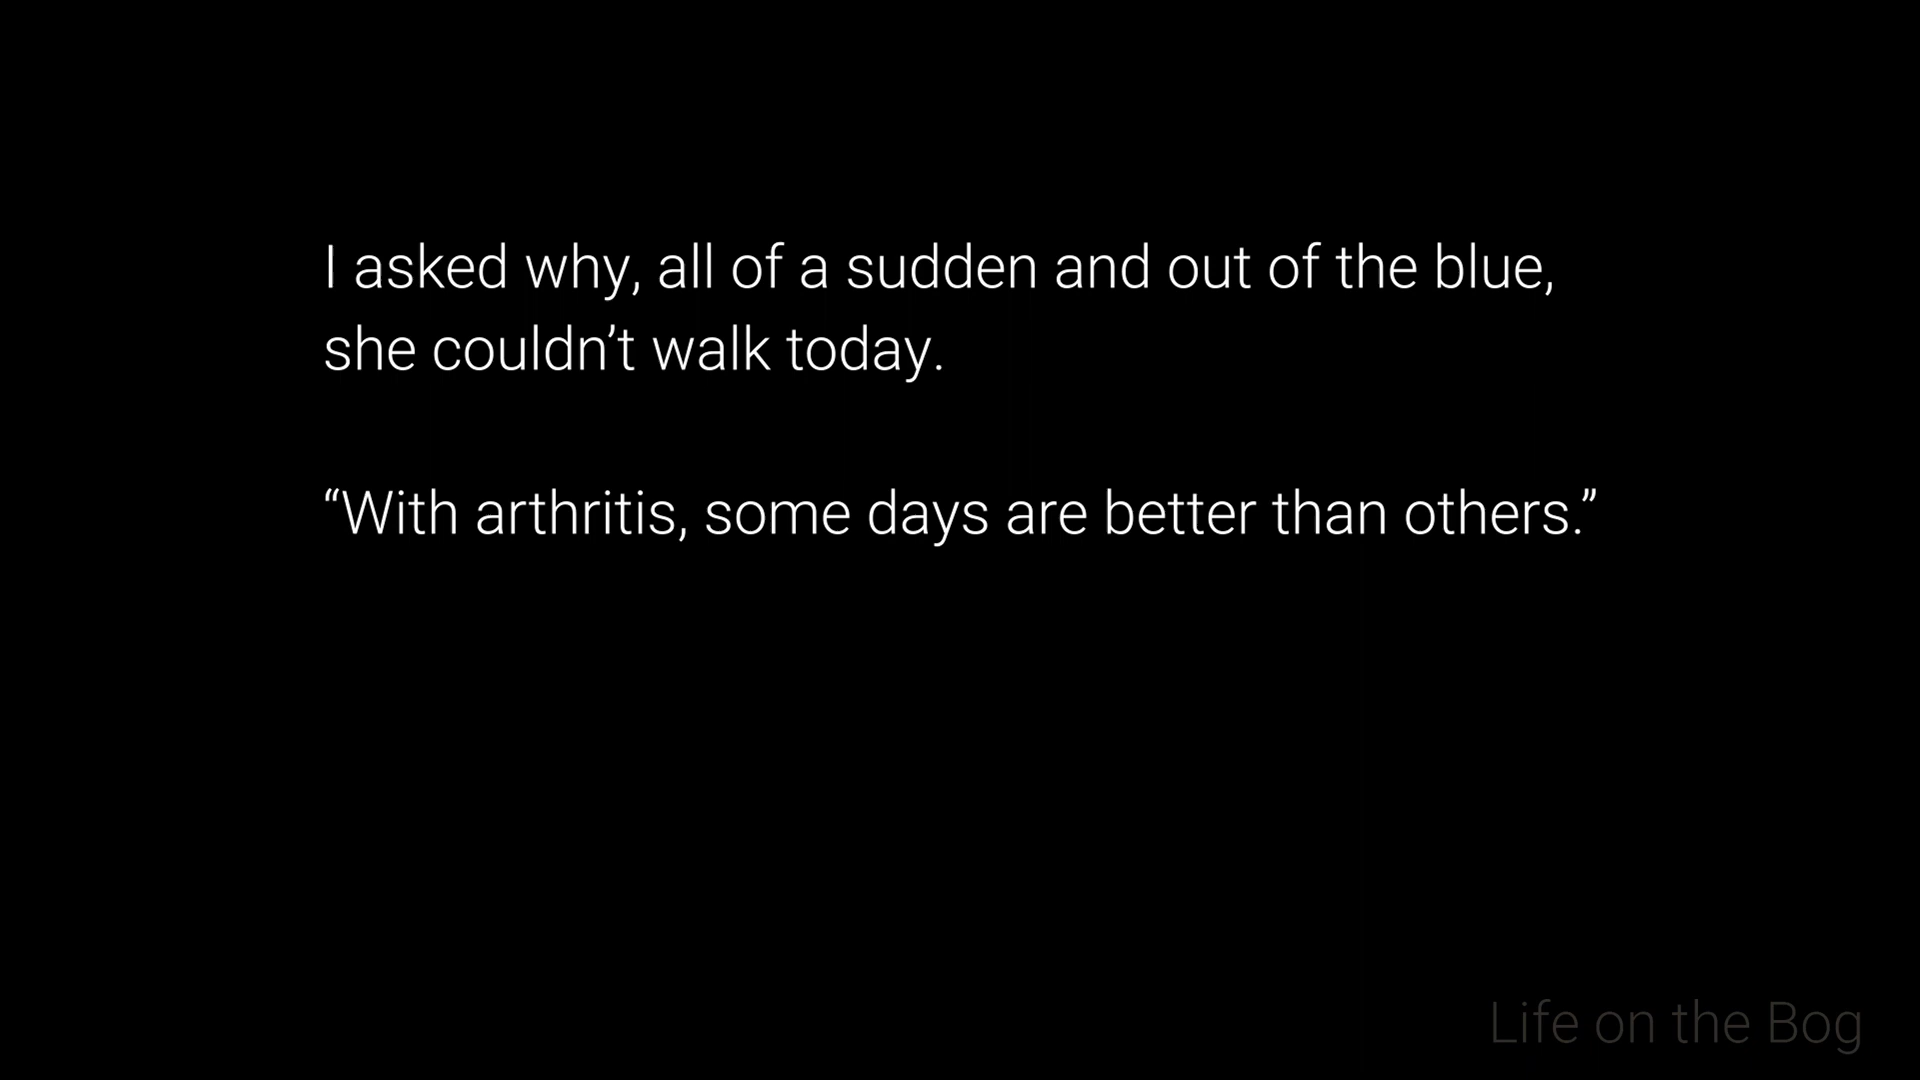 I asked why, all of a sudden and out of the blue,
she couldn’t walk today.
“With arthritis, some days are better than others.”
Life on the Bog